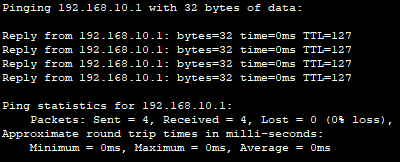 Pinging 192.168.10.1 with 32 bytes of data:
Reply from 192.168.10.1: bytes=32 time=0ms TTL=127
Reply from 192.168.10.1: bytes=32 time=0ms TTL=127
Reply from 192.168.10.1: bytes=32 time=0ms TTL=127
Reply from 192.168.10.1: bytes=32 time=0ms TTL=127
Ping statistics for 192.168.10.1:
Packets: Sent = 4, Received = 4, Lost = 0 (0% loss),
Approximate round trip times in milli-seconds:
Minimum = 0ms, Maximum = 0ms, Average = 0ms